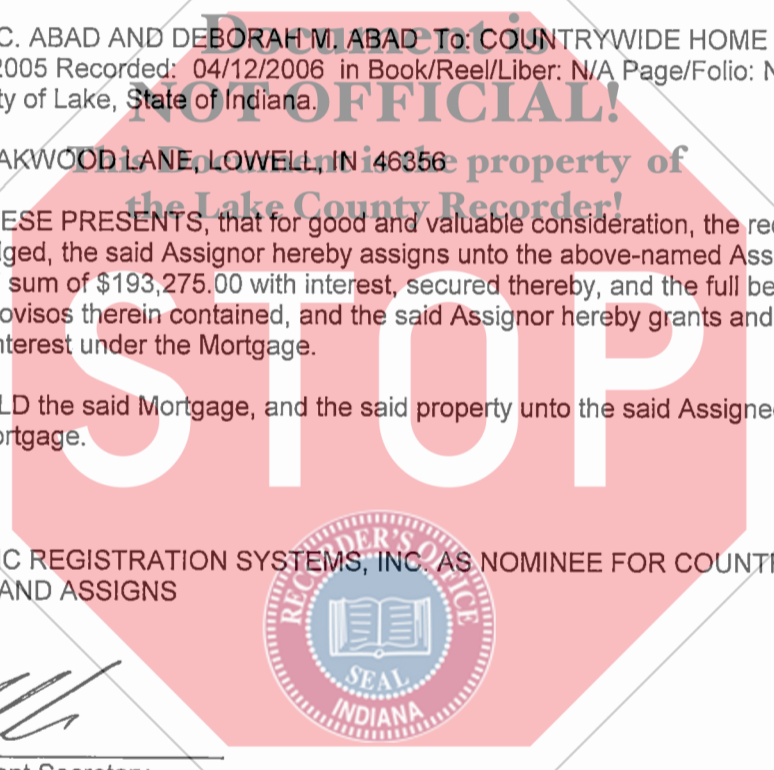 C. ABAD AND DEBORAH M. ABAD To: COUNTRYWIDE HOME
Document is
2005 Recorded: 04/12/2006 in Book/Reel/Liber: N/A Page/Folio: N
ty of Lake, State of Indiana.
NOT OFFICIAL!
AKWOOD LANE, LOWELL, IN 46356
This Document is the property of
the Lake County Recorder!
ESE PRESENTS, that for good and valuable consideration, the rec
ged, the said Assignor hereby assigns unto the above-named Ass
sum of $193,275.00 with interest, secured thereby, and the full be
ovisos therein contained, and the said Assignor hereby grants and
nterest under the Mortgage.
STOP
LD the said Mortgage, and the said property unto the said Assignee
ortgage.
IC REGISTRATION SYSTEMS, INC. AS NOMINEE FOR COUNTR
AND ASSIGNS
RECORDER'S OFFICE
SEAL
INDIANA